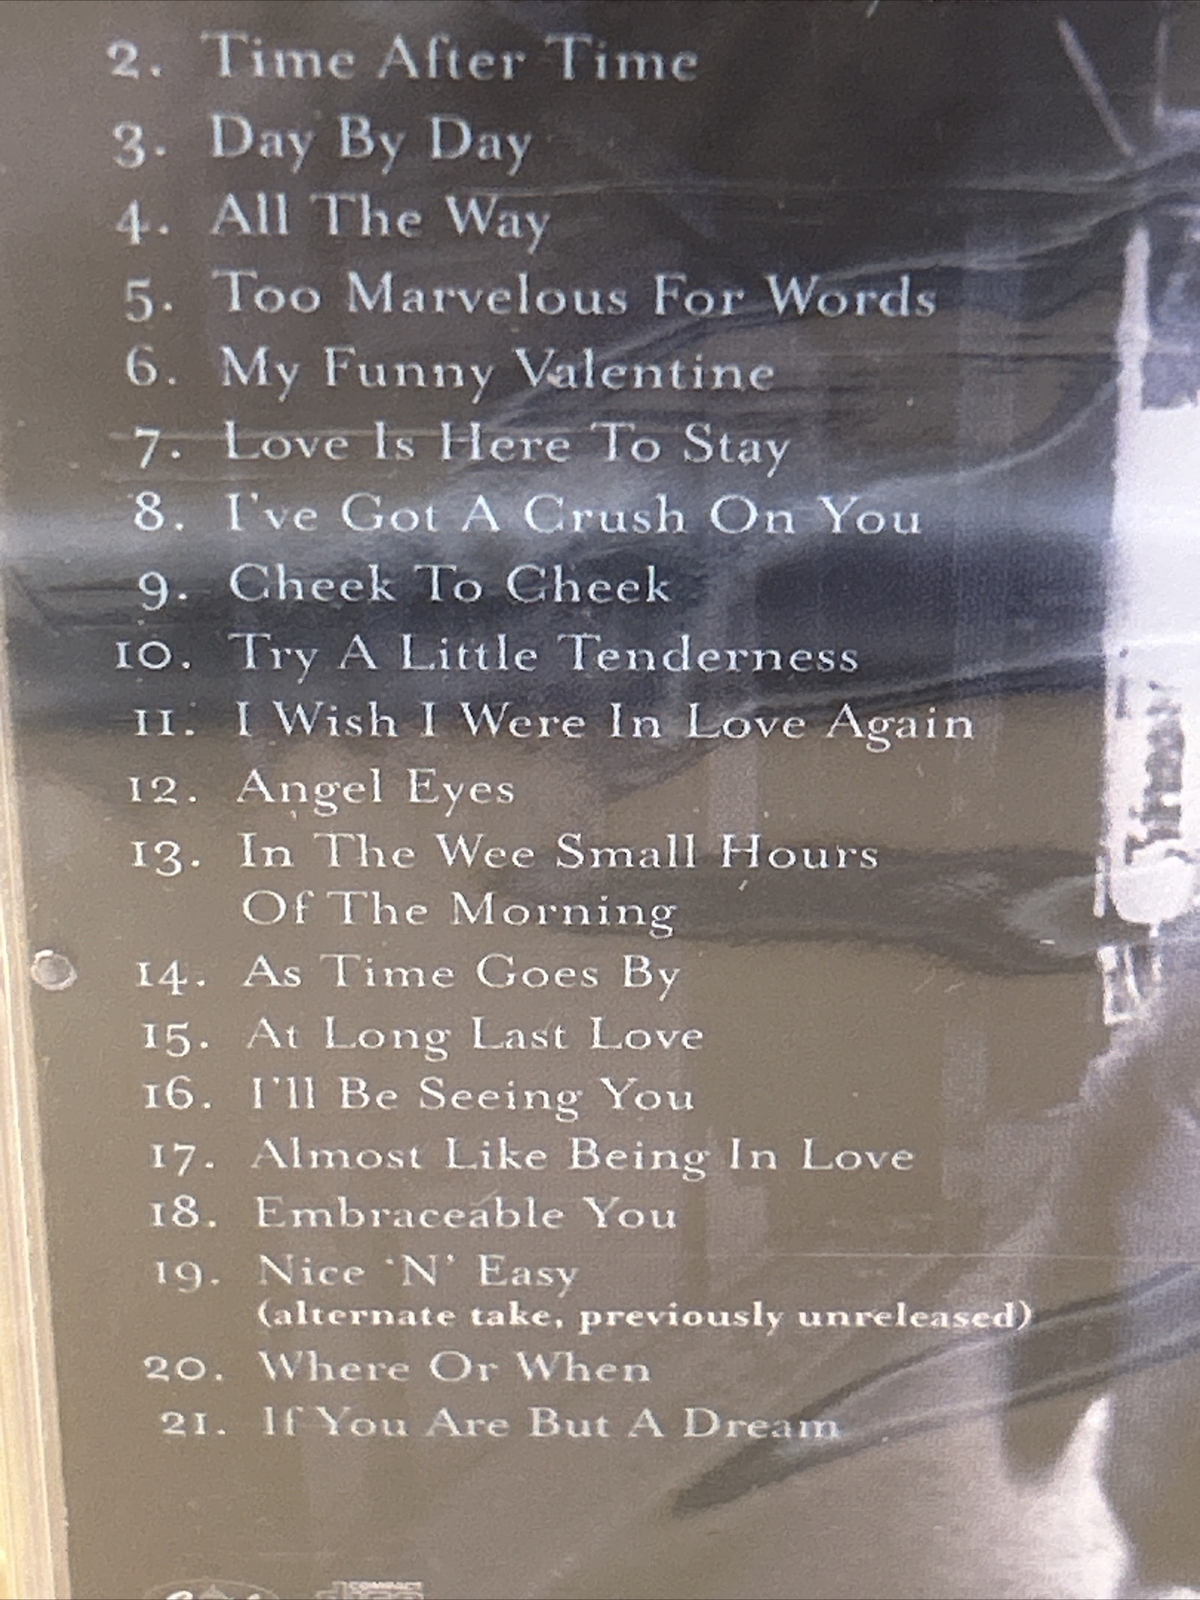 2. Time After Time
3. Day By Day
4. All The Way
5. Too Marvelous For Words
6. My Funny Valentine
7. Love Is Here To Stay
8. I've Got A Crush On You
9. Cheek To Cheek
10. Try A Little Tenderness
11. I Wish I Were In Love Again
12. Angel Eyes
13. In The Wee Small Hours
Of The Morning
14. As Time Goes By
15. At Long Last Love
16. I'll Be Seeing You
17. Almost Like Being In Love
18. Embraceable You
19. Nice 'N' Easy
(alternate take, previously unreleased)
20. Where Or When
21. If You Are But A Dream
COMPACT